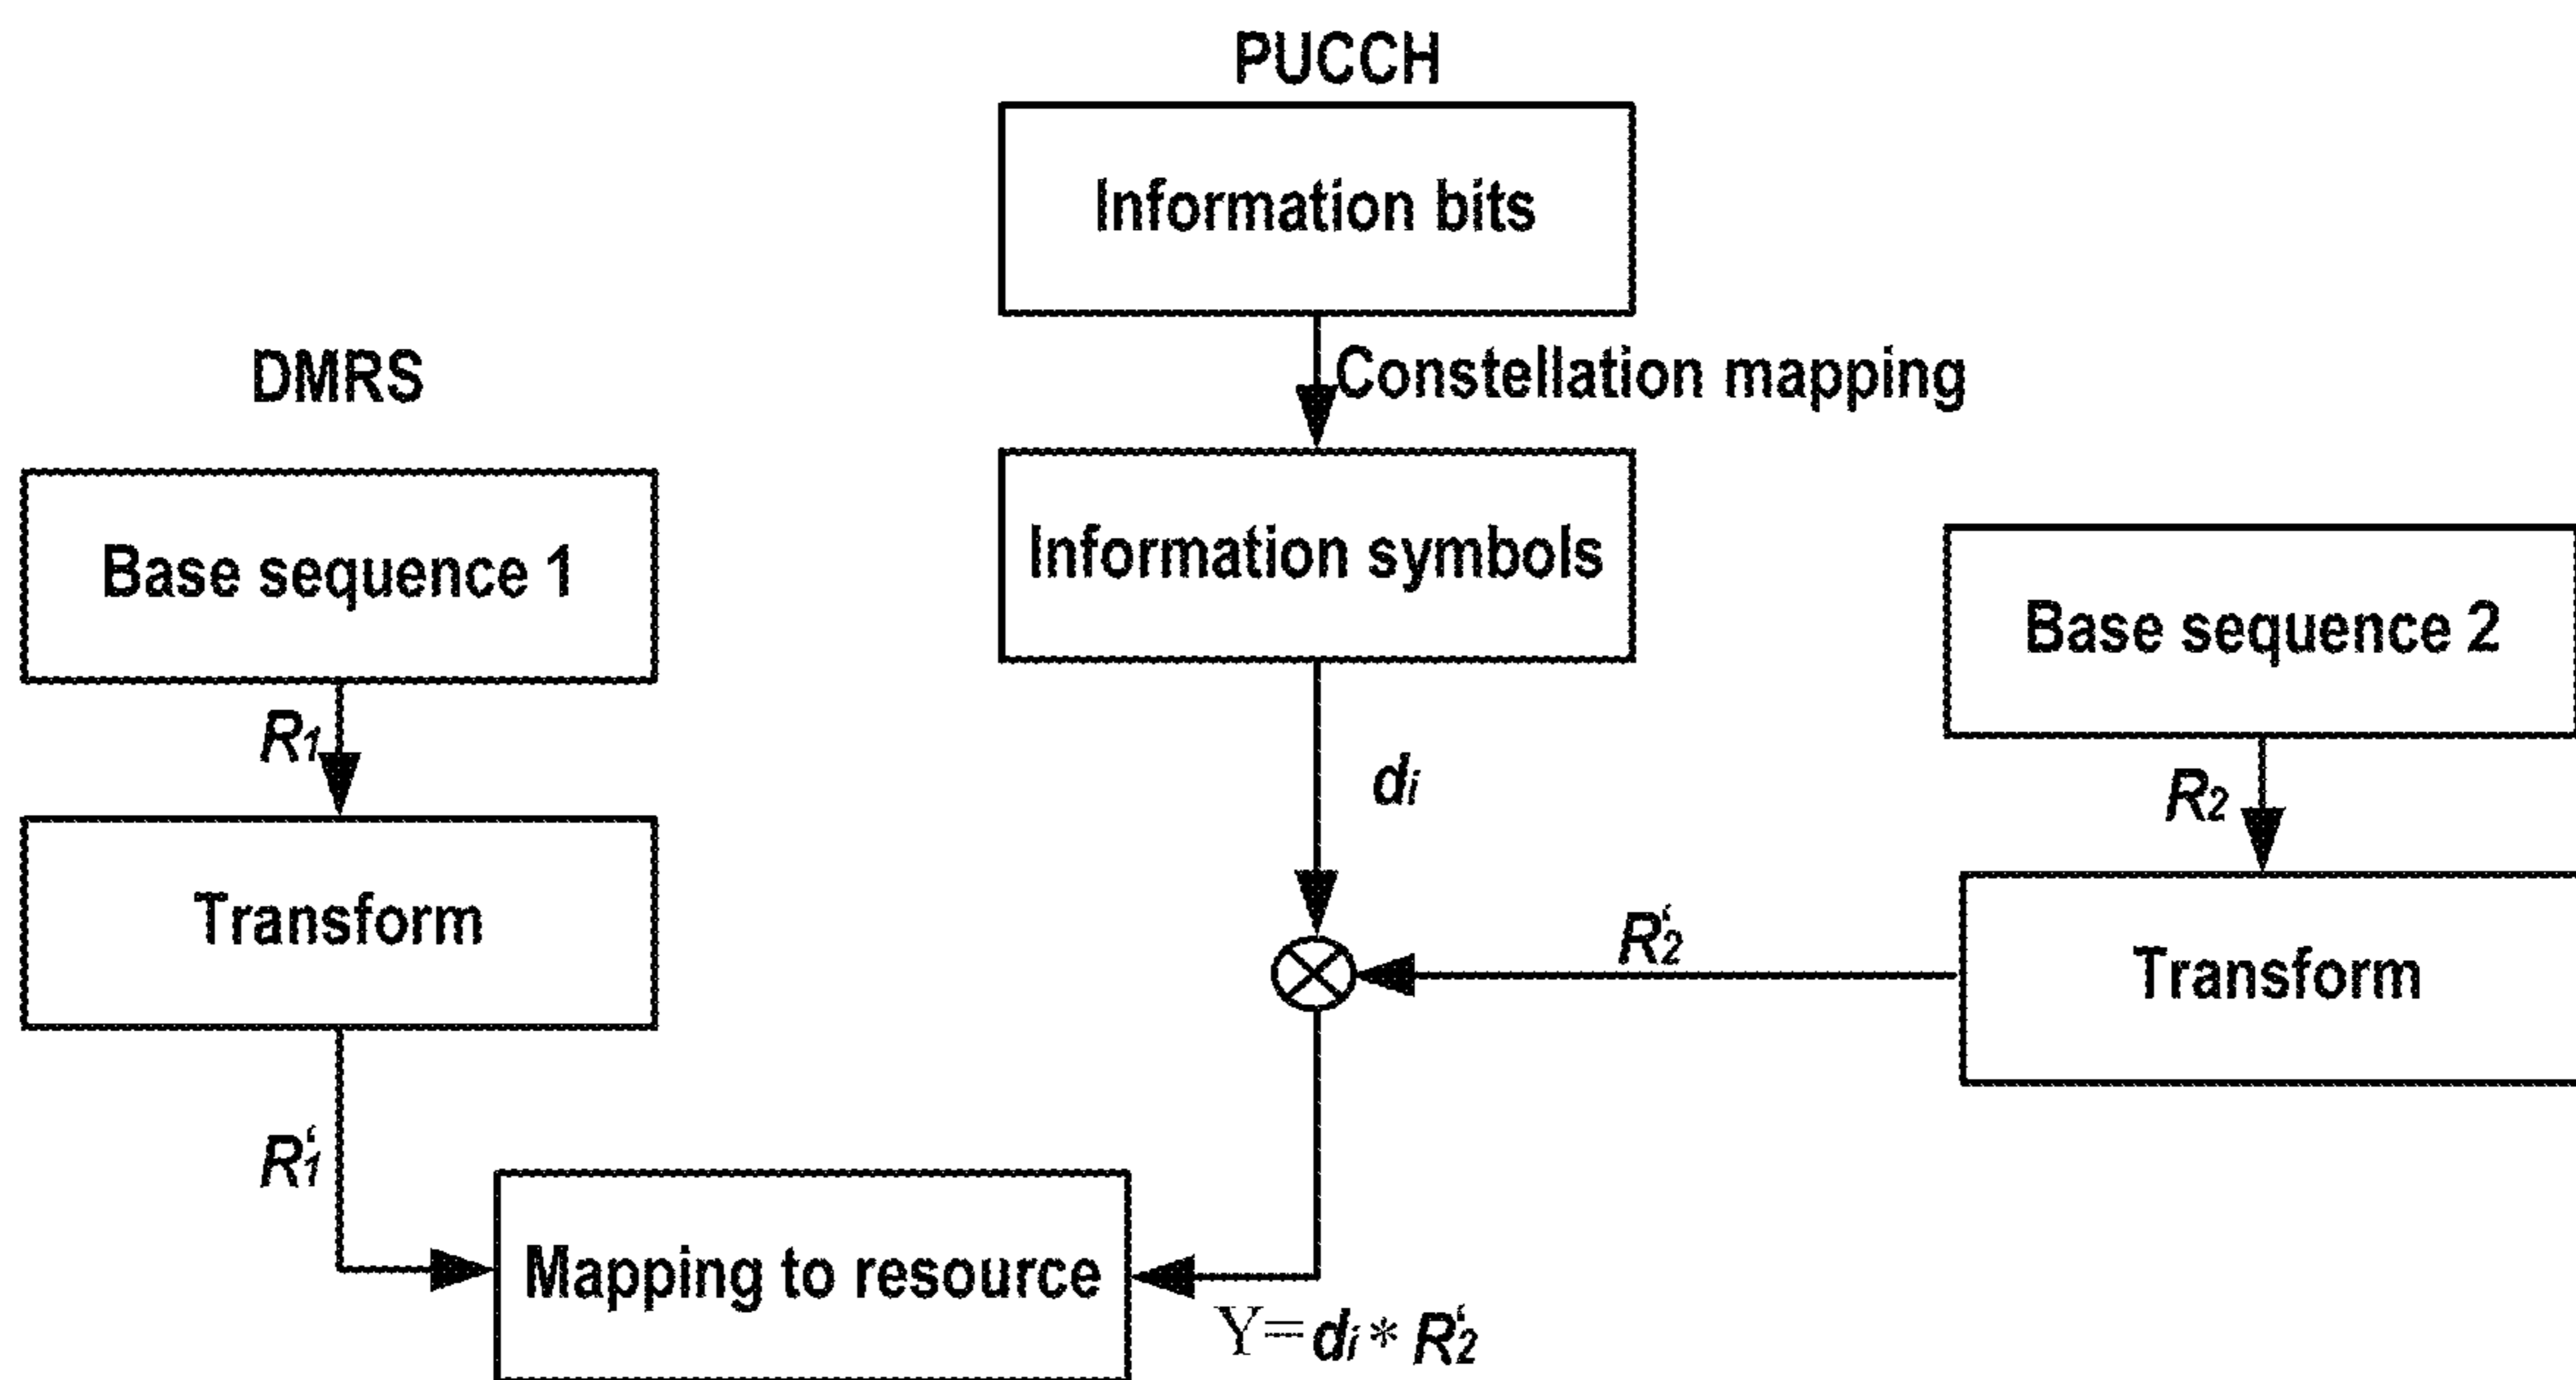 PUCCH
Information bits
Constellation mapping
DMRS
Information symbols
Base sequence 1
Base sequence 2
R1
di
R2
Transform
R'2
Transform
R'1
Mapping to resource
Y=di*R'2